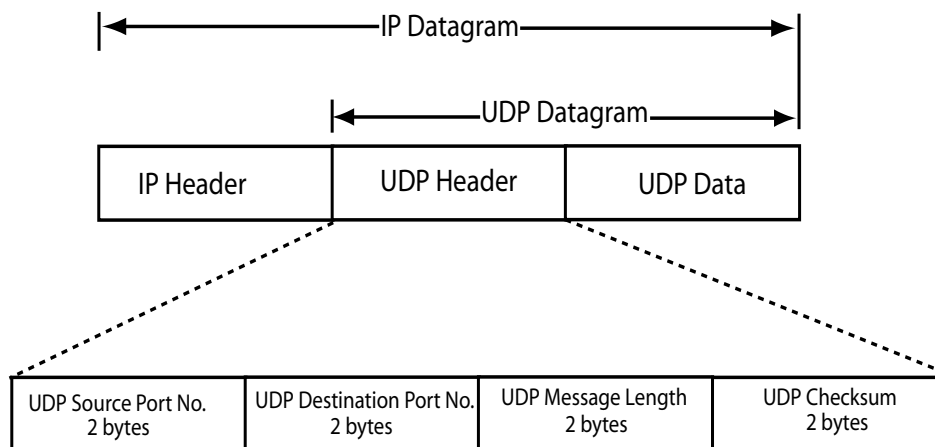 IP Datagram
UDP Datagram
IP Header
UDP Header
UDP Data
UDP Source Port No.
2 bytes
UDP Destination Port No.
2 bytes
UDP Message Length
2 bytes
UDP Checksum
2 bytes